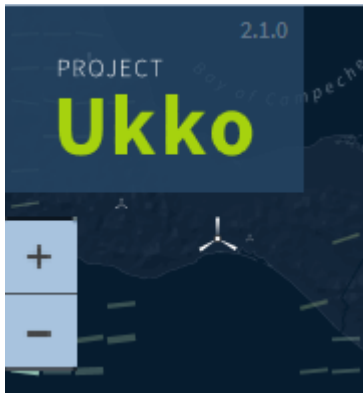 2.1.0
PROJECT
Ukko
Bay of Campeche
+
−